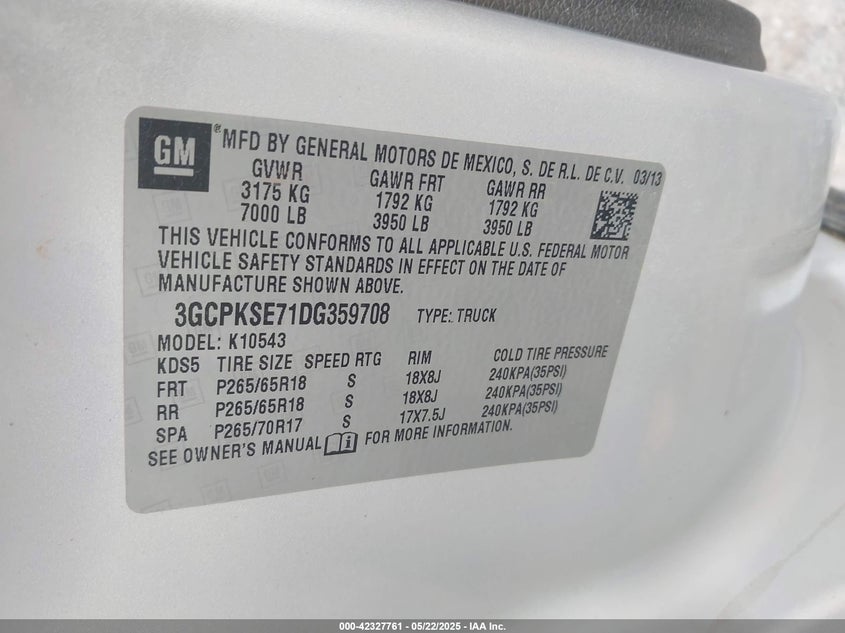 GM
® MFD BY GENERAL MOTORS DE MEXICO, S. DE R.L. DE C.V. 03/13
GVWR GAWR FRT GAWR RR
3175 KG 1792 KG 1792 KG
7000 LB 3950 LB 3950 LB
THIS VEHICLE CONFORMS TO ALL APPLICABLE U.S. FEDERAL MOTOR
VEHICLE SAFETY STANDARDS IN EFFECT ON THE DATE OF
MANUFACTURE SHOWN ABOVE.
3GCPKSE71DG359708 TYPE: TRUCK
MODEL: K10543
KDS5 TIRE SIZE SPEED RTG RIM COLD TIRE PRESSURE
FRT P265/65R18 S 18X8J 240KPA(35PSI)
RR P265/65R18 S 18X8J 240KPA(35PSI)
SPA P265/70R17 S 17X7.5J 240KPA(35PSI)
SEE OWNER'S MANUAL i FOR MORE INFORMATION.
000-42327761 - 05/22/2025 - IAA Inc.